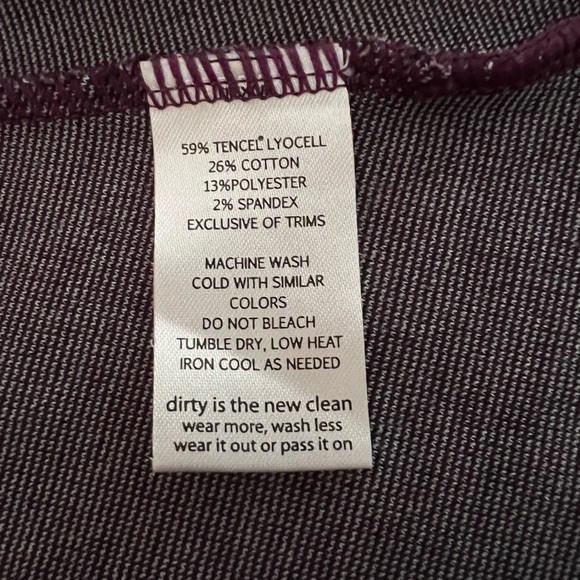 59% TENCEL® LYOCELL
26% COTTON
13%POLYESTER
2% SPANDEX
EXCLUSIVE OF TRIMS
MACHINE WASH
COLD WITH SIMILAR
COLORS
DO NOT BLEACH
TUMBLE DRY, LOW HEAT
IRON COOL AS NEEDED
dirty is the new clean
wear more, wash less
wear it out or pass it on